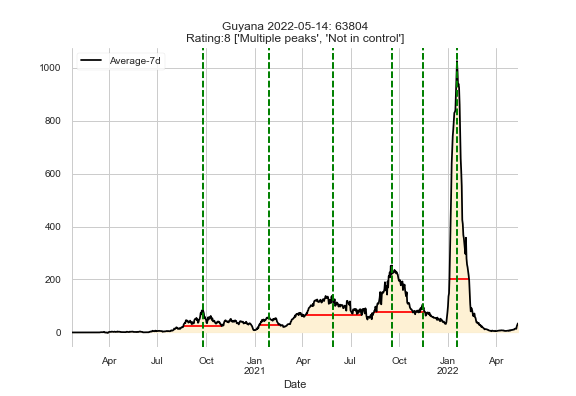 Guyana 2022-05-14: 63804
Rating:8 ['Multiple peaks', 'Not in control']
Average-7d
1000
800
600
400
200
0
Apr Jul Oct Jan Apr Jul Oct Jan Apr
2021 2022
Date